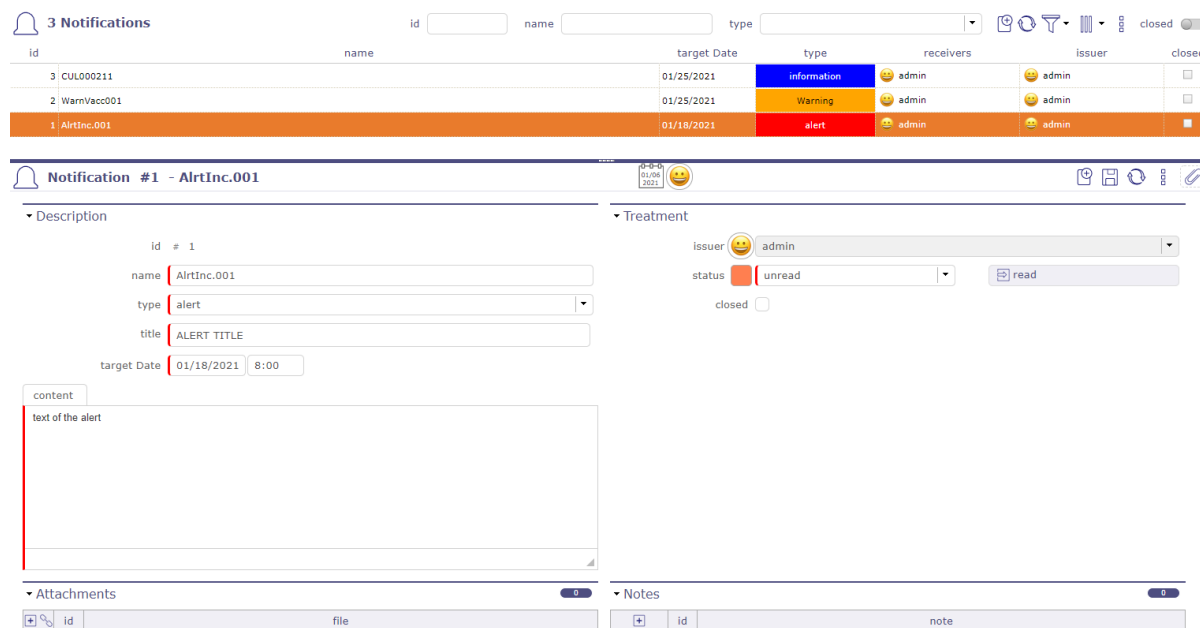 3 Notifications id name type closed
id name target Date type receivers issuer
3 CUL000211 01/25/2021 information admin admin
2 WarnVacc001 01/25/2021 Warning admin admin
1 AlrtInc.001 01/18/2021 alert admin admin
Notification #1 - AlrtInc.001 01/06 2021
Description
id # 1
name AlrtInc.001
type alert
title ALERT TITLE
target Date 01/18/2021 8:00
content
text of the alert
Treatment
issuer admin
status unread read
closed
Attachments 0
id file
Notes 0
id note